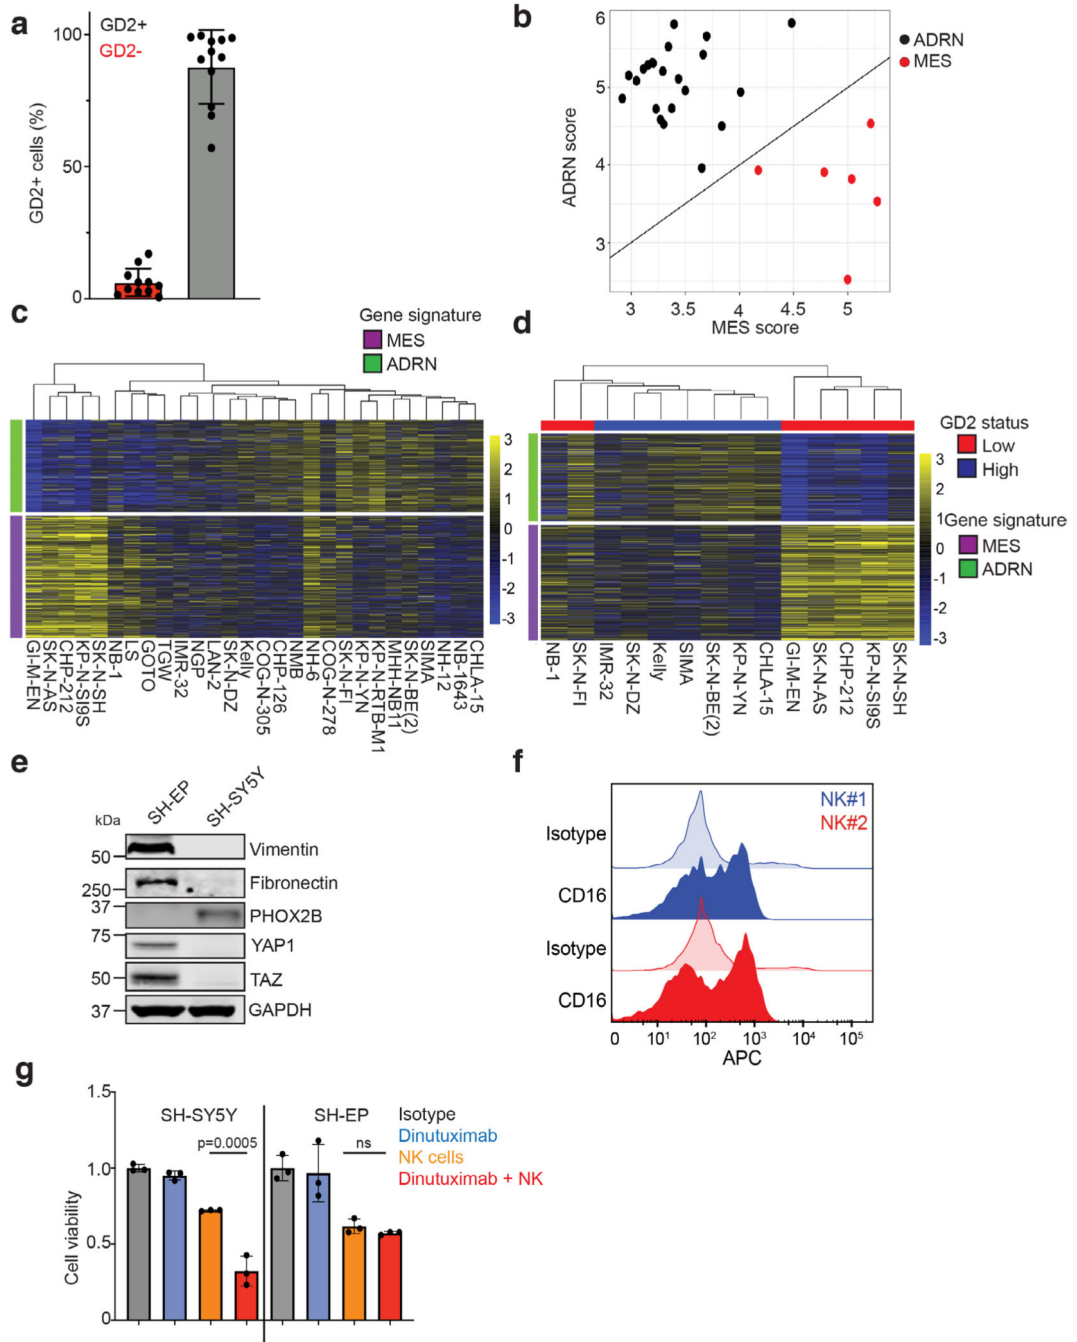 a
GD2+
GD2-
100
50
0
GD2+ cells (%)
b
6
5
4
3
ADRN score
3
3.5
4
4.5
5
MES score
ADRN
MES
c
Gene signature
MES
ADRN
3
2
1
0
-1
-2
-3
GI-M-EN
SK-N-AS
CHP-212
KP-N-SI9S
SK-N-SH
NB-1
LS
GOTO
TGW
IMR-32
NGP
LAN-2
SK-N-DZ
Kelly
COG-N-305
CHP-126
NMB
NH-6
COG-N-278
SK-N-FI
KP-N-YN
KP-N-RTB-M1
MHH-NB11
SK-N-BE(2)
SIMA
NH-12
NB-1643
CHLA-15
d
GD2 status
Low
High
3
2
1
0
-1
-2
-3
Gene signature
MES
ADRN
NB-1
SK-N-FI
IMR-32
SK-N-DZ
Kelly
SIMA
SK-N-BE(2)
KP-N-YN
CHLA-15
GI-M-EN
SK-N-AS
CHP-212
KP-N-SI9S
SK-N-SH
e
SH-EP
SH-SY5Y
kDa
50
Vimentin
250
Fibronectin
37
PHOX2B
75
YAP1
50
TAZ
37
GAPDH
f
NK#1
NK#2
Isotype
CD16
Isotype
CD16
0
10¹
10²
10³
10⁴
10⁵
APC
g
1.5
1.0
0.5
0
Cell viability
SH-SY5Y
p=0.0005
SH-EP
ns
Isotype
Dinutuximab
NK cells
Dinutuximab + NK